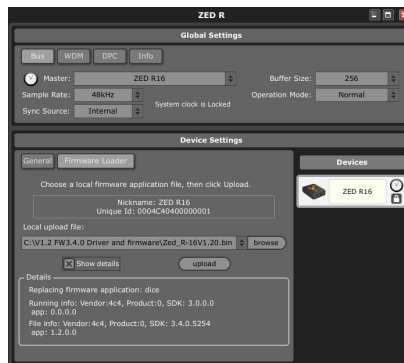 ZED R
Global Settings
Bus WDM DPC Info
Master: ZED R16 Buffer Size: 256
Sample Rate: 48kHz Operation Mode: Normal
System clock is Locked
Sync Source: Internal
Device Settings
General Firmware Loader Devices
Choose a local firmware application file, then click Upload.
ZED R16
Nickname: ZED R16
Unique Id: 0004C40400000001
Local upload file:
C:\V1.2 FW3.4.0 Driver and firmware\Zed_R-16V1.20.bin browse
Show details upload
Details
Replacing firmware application: dice
Running info: Vendor:4c4, Product:0, SDK: 3.0.0.0
app: 0.0.0.0
File info: Vendor:4c4, Product:0, SDK: 3.4.0.5254
app: 1.2.0.0